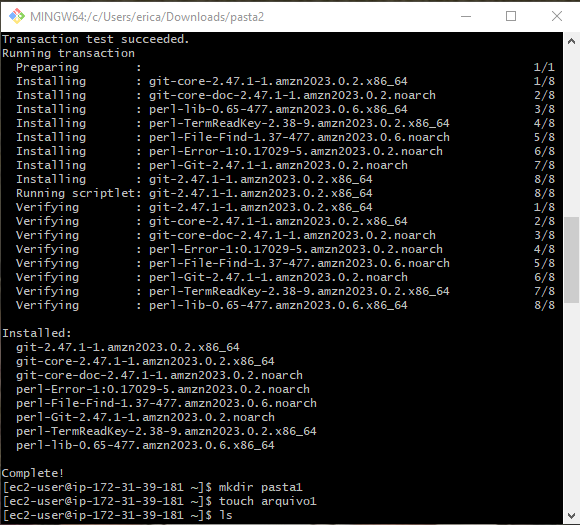 MINGW64:/c/Users/erica/Downloads/pasta2
Transaction test succeeded.
Running transaction
  Preparing        :                                                        1/1
  Installing       : git-core-2.47.1-1.amzn2023.0.2.x86_64                  1/8
  Installing       : git-core-doc-2.47.1-1.amzn2023.0.2.noarch              2/8
  Installing       : perl-lib-0.65-477.amzn2023.0.6.x86_64                  3/8
  Installing       : perl-TermReadKey-2.38-9.amzn2023.0.2.x86_64            4/8
  Installing       : perl-File-Find-1.37-477.amzn2023.0.6.noarch            5/8
  Installing       : perl-Error-1:0.17029-5.amzn2023.0.2.noarch             6/8
  Installing       : perl-Git-2.47.1-1.amzn2023.0.2.noarch                  7/8
  Installing       : git-2.47.1-1.amzn2023.0.2.x86_64                       8/8
  Running scriptlet: git-2.47.1-1.amzn2023.0.2.x86_64                       8/8
  Verifying        : git-2.47.1-1.amzn2023.0.2.x86_64                       1/8
  Verifying        : git-core-2.47.1-1.amzn2023.0.2.x86_64                  2/8
  Verifying        : git-core-doc-2.47.1-1.amzn2023.0.2.noarch              3/8
  Verifying        : perl-Error-1:0.17029-5.amzn2023.0.2.noarch             4/8
  Verifying        : perl-File-Find-1.37-477.amzn2023.0.6.noarch            5/8
  Verifying        : perl-Git-2.47.1-1.amzn2023.0.2.noarch                  6/8
  Verifying        : perl-TermReadKey-2.38-9.amzn2023.0.2.x86_64            7/8
  Verifying        : perl-lib-0.65-477.amzn2023.0.6.x86_64                  8/8
Installed:
  git-2.47.1-1.amzn2023.0.2.x86_64
  git-core-2.47.1-1.amzn2023.0.2.x86_64
  git-core-doc-2.47.1-1.amzn2023.0.2.noarch
  perl-Error-1:0.17029-5.amzn2023.0.2.noarch
  perl-File-Find-1.37-477.amzn2023.0.6.noarch
  perl-Git-2.47.1-1.amzn2023.0.2.noarch
  perl-TermReadKey-2.38-9.amzn2023.0.2.x86_64
  perl-lib-0.65-477.amzn2023.0.6.x86_64
Complete!
[ec2-user@ip-172-31-39-181 ~]$ mkdir pasta1
[ec2-user@ip-172-31-39-181 ~]$ touch arquivo1
[ec2-user@ip-172-31-39-181 ~]$ ls